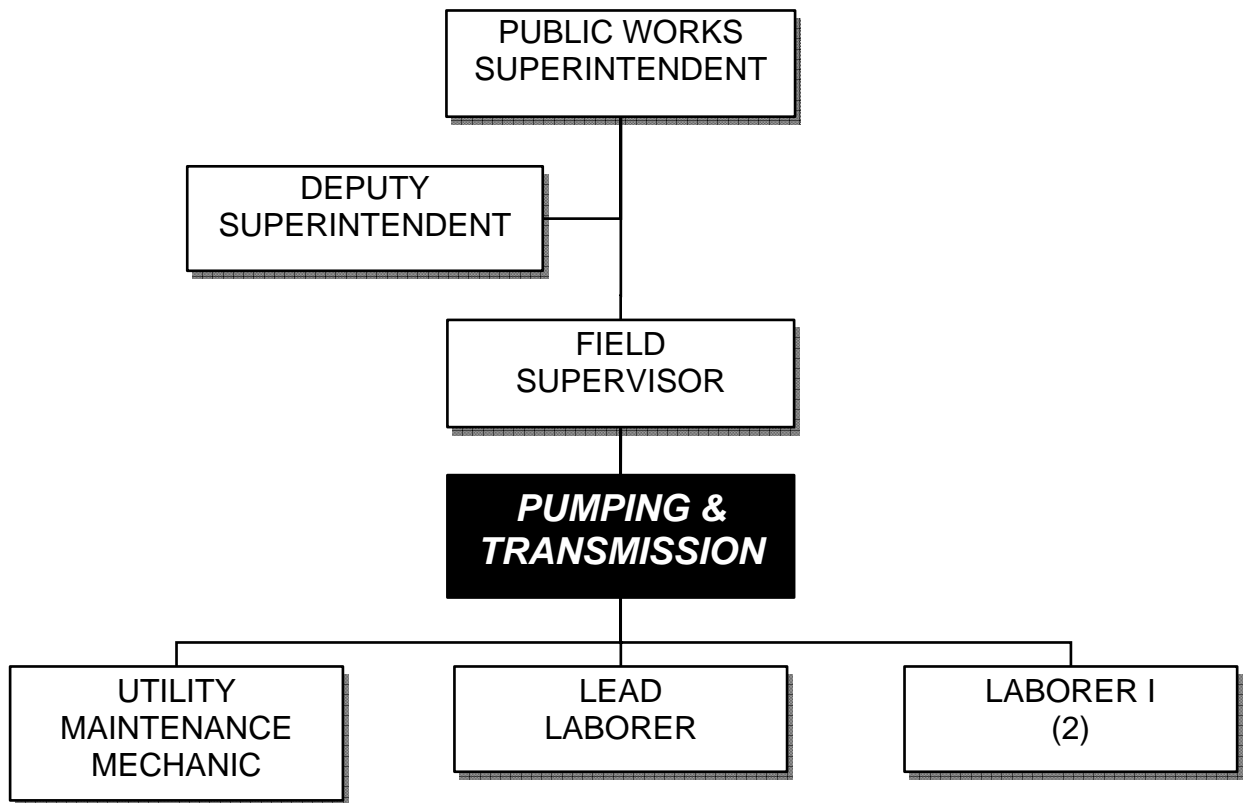 PUBLIC WORKS
SUPERINTENDENT
DEPUTY
SUPERINTENDENT
FIELD
SUPERVISOR
PUMPING &
TRANSMISSION
UTILITY
MAINTENANCE
MECHANIC
LEAD
LABORER
LABORER I
(2)